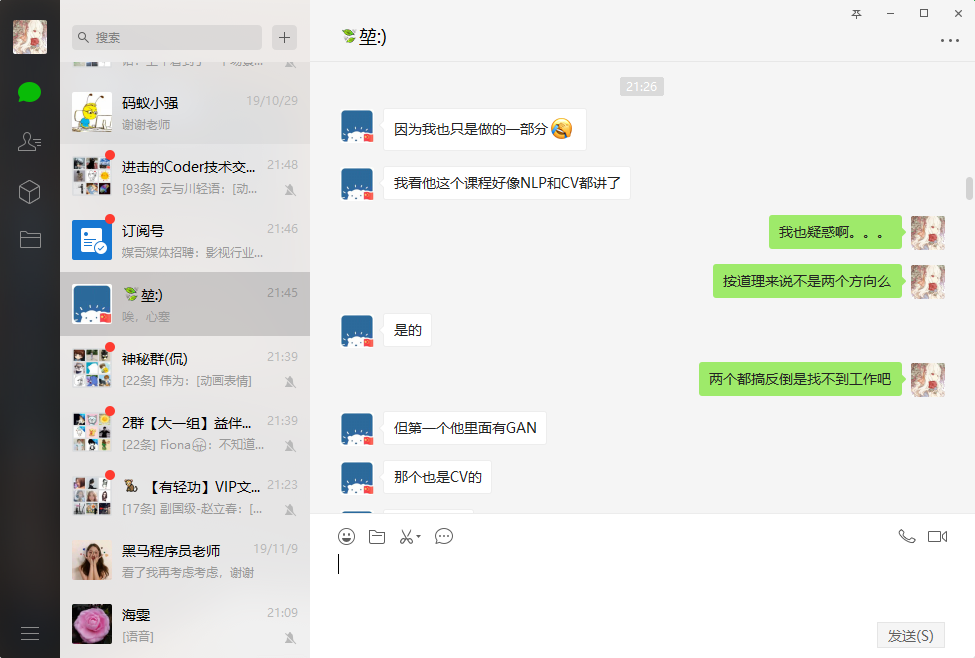 搜索
码蚁小强
19/10/29
谢谢老师
进击的Coder技术交...
21:48
[93条] 云与川轻语：[动...
订阅号
21:46
媒哥媒体招聘：影视行业...
堃:)
21:45
唉，心塞
神秘群(侃)
21:39
[22条] 伟为：[动画表情]
2群【大一组】益伴...
21:39
[22条] Fiona：不知道...
【有轻功】VIP文...
21:23
[17条] 副国级-赵立春：[...
黑马程序员老师
19/11/9
看了我再考虑考虑，谢谢
海雯
21:09
[语音]
堃:)
21:26
因为我也只是做的一部分
我看他这个课程好像NLP和CV都讲了
我也疑惑啊。。。
按道理来说不是两个方向么
是的
两个都搞反倒是找不到工作吧
但第一个他里面有GAN
那个也是CV的
发送(S)